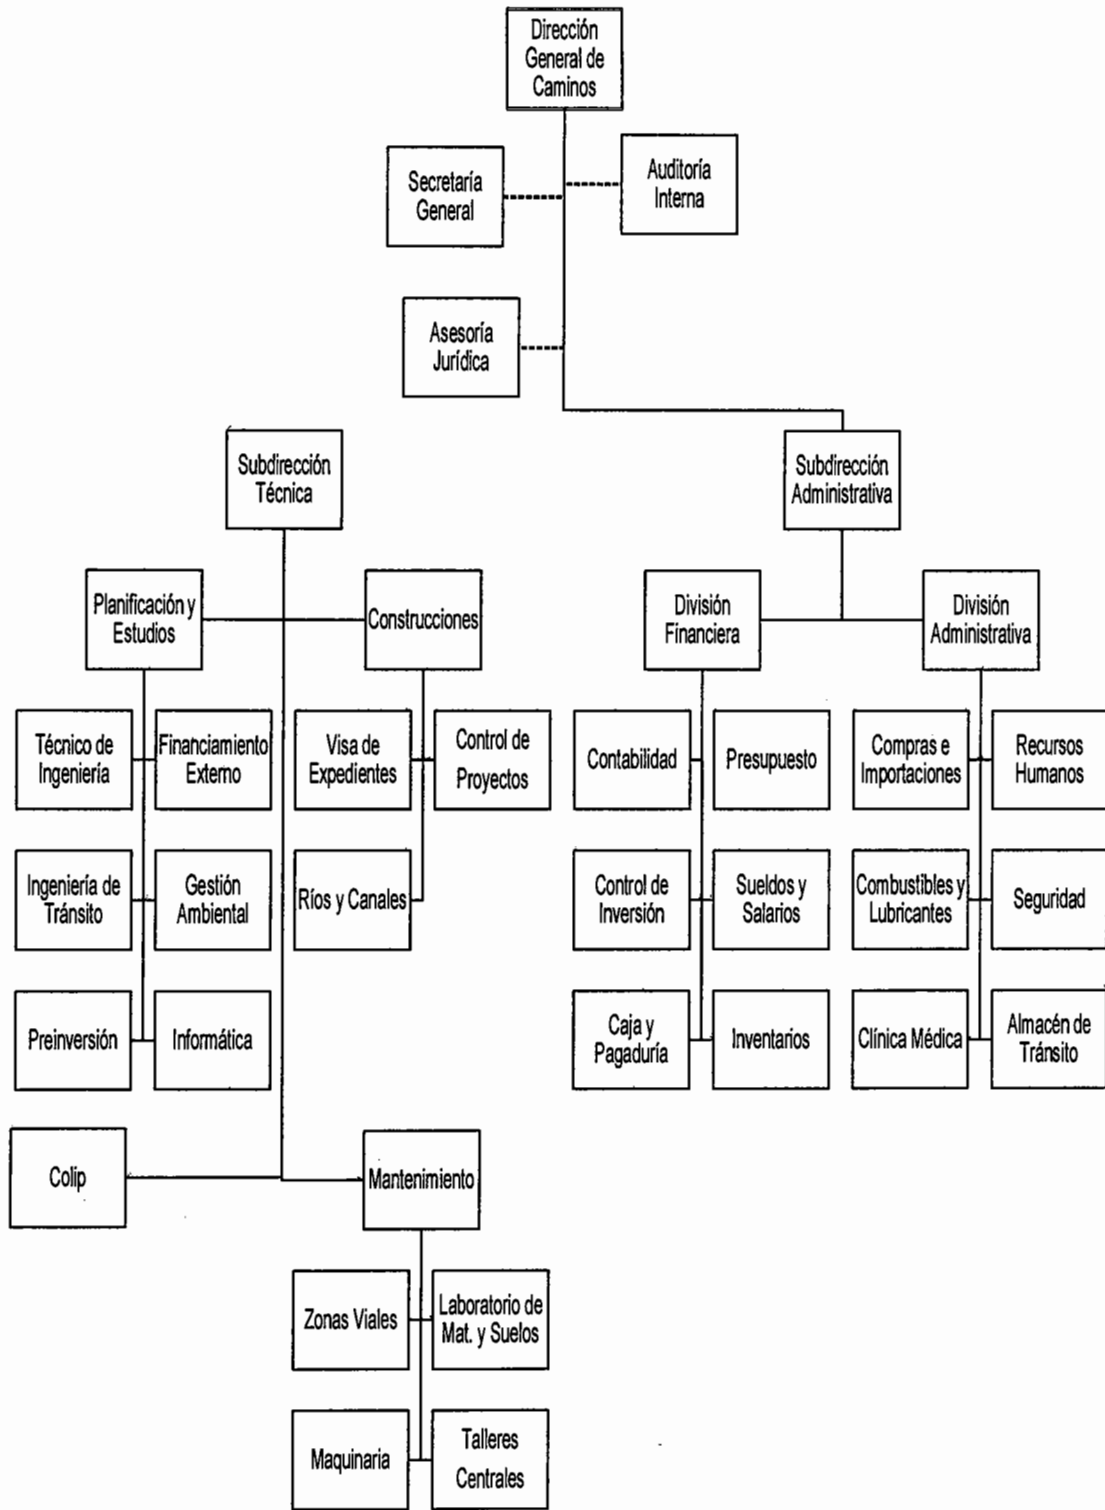 Dirección
General de
Caminos
Secretaría
General
Auditoría
Interna
Asesoría
Jurídica
Subdirección
Técnica
Subdirección
Administrativa
Planificación y
Estudios
Construcciones
División
Financiera
División
Administrativa
Técnico de
Ingeniería
Financiamiento
Externo
Visa de
Expedientes
Control de
Proyectos
Contabilidad
Presupuesto
Compras e
Importaciones
Recursos
Humanos
Ingeniería de
Tránsito
Gestión
Ambiental
Ríos y Canales
Control de
Inversión
Sueldos y
Salarios
Combustibles y
Lubricantes
Seguridad
Preinversión
Informática
Caja y
Pagaduría
Inventarios
Clínica Médica
Almacén de
Tránsito
Colip
Mantenimiento
Zonas Viales
Laboratorio de
Mat. y Suelos
Maquinaria
Talleres
Centrales